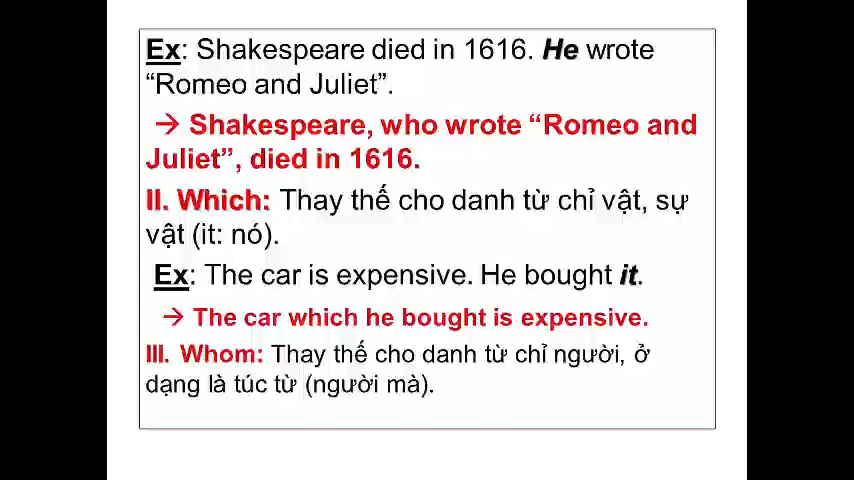 Ex: Shakespeare died in 1616. He wrote
“Romeo and Juliet”.
→ Shakespeare, who wrote “Romeo and
Juliet”, died in 1616.
II. Which: Thay thế cho danh từ chỉ vật, sự
vật (it: nó).
Ex: The car is expensive. He bought it.
→ The car which he bought is expensive.
III. Whom: Thay thế cho danh từ chỉ người, ở
dạng là túc từ (người mà).